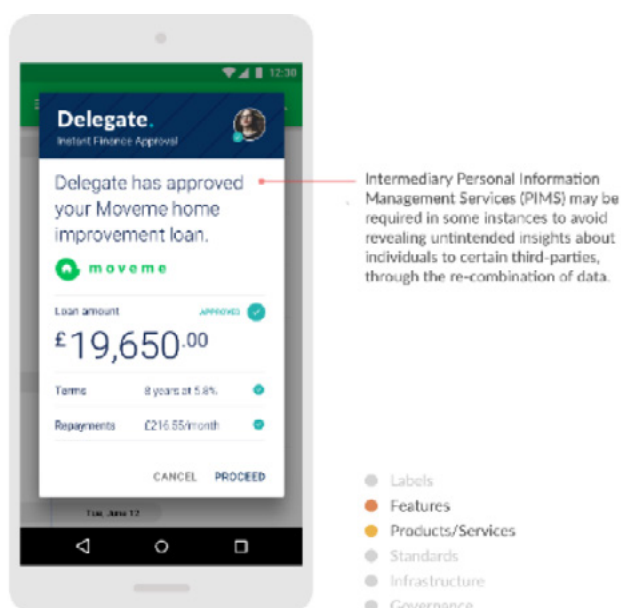 12:30
Delegate.
Instant Finance Approval
Delegate has approved
your Moveme home
improvement loan.
moveme
Loan amount
APPROVED
£19,650.00
Terms 8 years at 5.8%
Repayments £216.55/month
CANCEL PROCEED
Tue, June 12
Intermediary Personal Information
Management Services (PIMS) may be
required in some instances to avoid
revealing untintended insights about
individuals to certain third-parties,
through the re-combination of data.
Labels
Features
Products/Services
Standards
Infrastructure
Governance